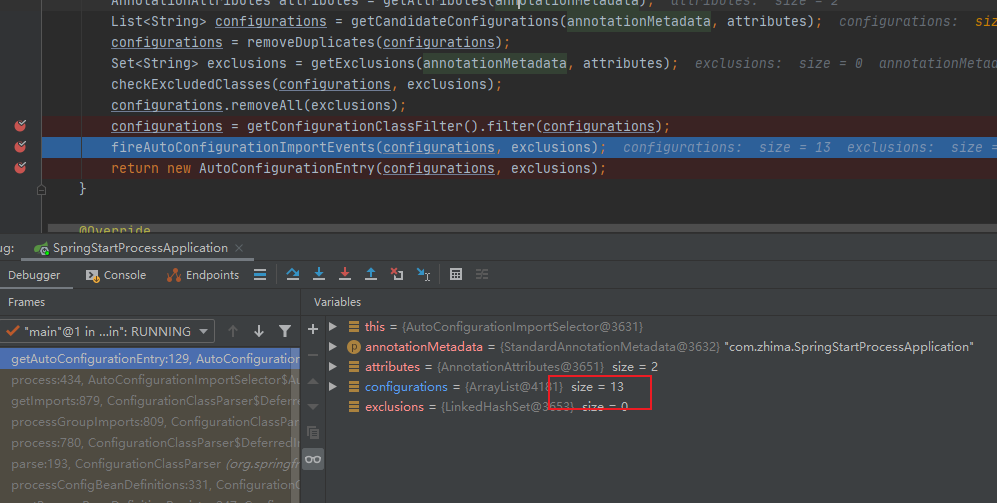 AnnotationAttributes attributes = getAttributes(annotationMetadata); attributes: size = 2
List<String> configurations = getCandidateConfigurations(annotationMetadata, attributes); configurations: siz
configurations = removeDuplicates(configurations);
Set<String> exclusions = getExclusions(annotationMetadata, attributes); exclusions: size = 0 annotationMetad
checkExcludedClasses(configurations, exclusions);
configurations.removeAll(exclusions);
configurations = getConfigurationClassFilter().filter(configurations);
fireAutoConfigurationImportEvents(configurations, exclusions); configurations: size = 13 exclusions: size =
return new AutoConfigurationEntry(configurations, exclusions);
}
@Override
ug: SpringStartProcessApplication ×
Debugger Console Endpoints
Frames Variables
"main"@1 in ...in": RUNNING
this = {AutoConfigurationImportSelector@3631}
p annotationMetadata = {StandardAnnotationMetadata@3632} "com.zhima.SpringStartProcessApplication"
getAutoConfigurationEntry:129, AutoConfigura
attributes = {AnnotationAttributes@3651} size = 2
process:434, AutoConfigurationImportSelector$Au
configurations = {ArrayList@4181} size = 13
getImports:879, ConfigurationClassParser$Deferre
exclusions = {LinkedHashSet@3653} size = 0
processGroupImports:809, ConfigurationClassPars
process:780, ConfigurationClassParser$DeferredIn
parse:193, ConfigurationClassParser (org.springfr
processConfigBeanDefinitions:331, Configuration